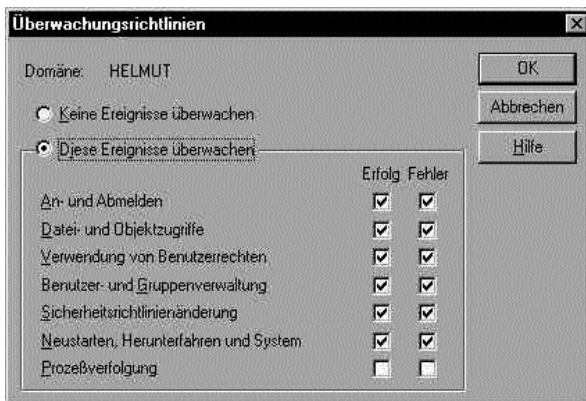 Überwachungsrichtlinien
Domäne: HELMUT
OK
Keine Ereignisse überwachen
Abbrechen
Diese Ereignisse überwachen
Hilfe
Erfolg Fehler
An- und Abmelden
Datei- und Objektzugriffe
Verwendung von Benutzerrechten
Benutzer- und Gruppenverwaltung
Sicherheitsrichtlinienänderung
Neustarten, Herunterfahren und System
Prozeßverfolgung